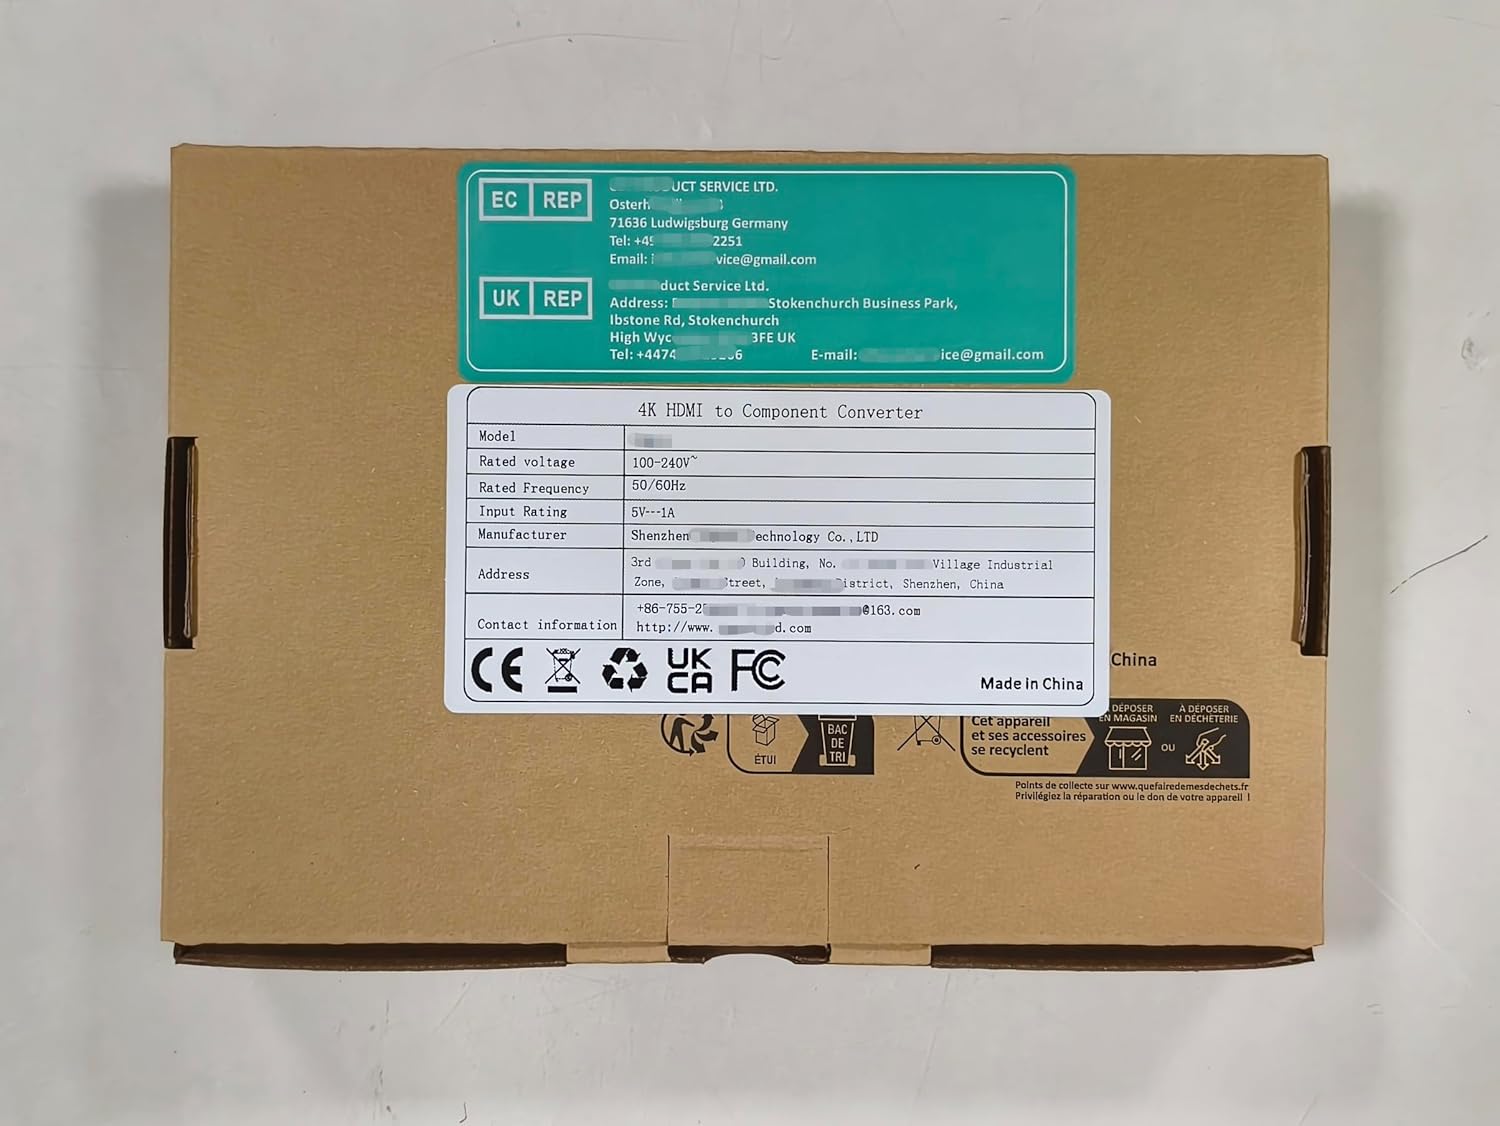 EC REP
UCT SERVICE LTD.
71636 Ludwigsburg Germany
Tel: +49 2251
Email: vice@gmail.com
UK REP
duct Service Ltd.
Address: Stokenchurch Business Park,
Ibstone Rd, Stokenchurch
High Wyc 3FE UK
Tel: +4474
E-mail: ice@gmail.com
4K HDMI to Component Converter
Model
Rated voltage 100-240V~
Rated Frequency 50/60Hz
Input Rating 5V---1A
Manufacturer Shenzhen echnology Co.,LTD
Address 3rd Building, No. Village Industrial
Zone, treet, istrict, Shenzhen, China
Contact information +86-755-2 @163.com
http://www. d.com
CE UK CA FC
Made in China
China
ÉTUI
BAC
DE
TRI
Cet appareil
et ses accessoires
se recyclent
DÉPOSER
EN MAGASIN
OU
À DÉPOSER
EN DÉCHÈTERIE
Points de collecte sur www.quefairedemesdechets.fr
Privilégiez la réparation ou le don de votre appareil !